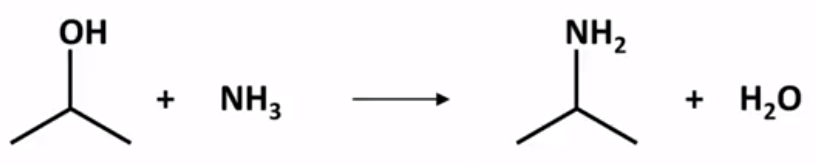 OH
+ NH₃
NH₂
+ H₂O